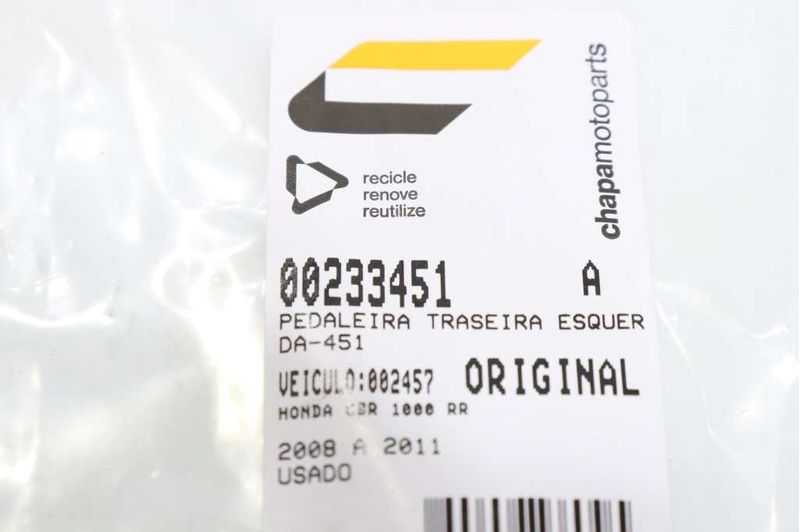 recicle
renove
reutilize
chapamotoparts
00233451 A
PEDALEIRA TRASEIRA ESQUER
DA-451
VEICULO:002457 ORIGINAL
HONDA CBR 1000 RR
2008 A 2011
USADO